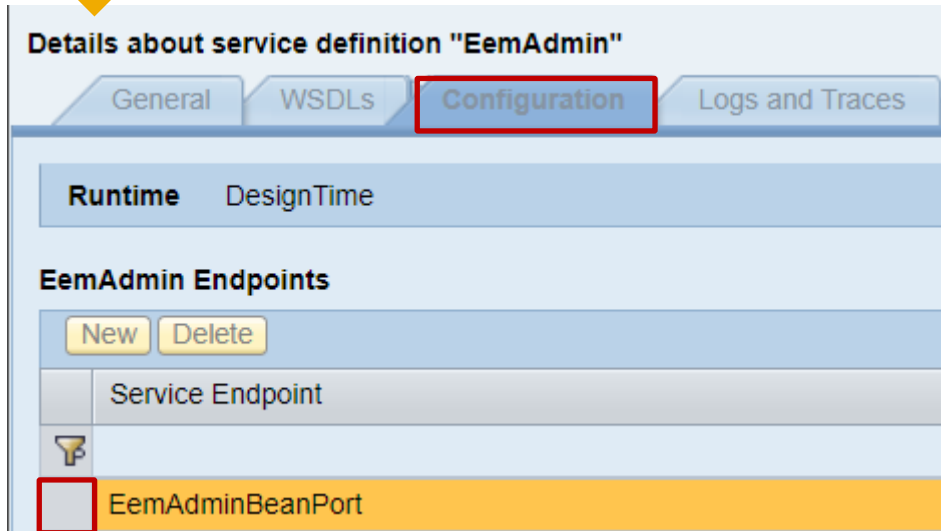 Details about service definition "EemAdmin"
General WSDLs Configuration Logs and Traces
Runtime DesignTime
EemAdmin Endpoints
New Delete
Service Endpoint
EemAdminBeanPort